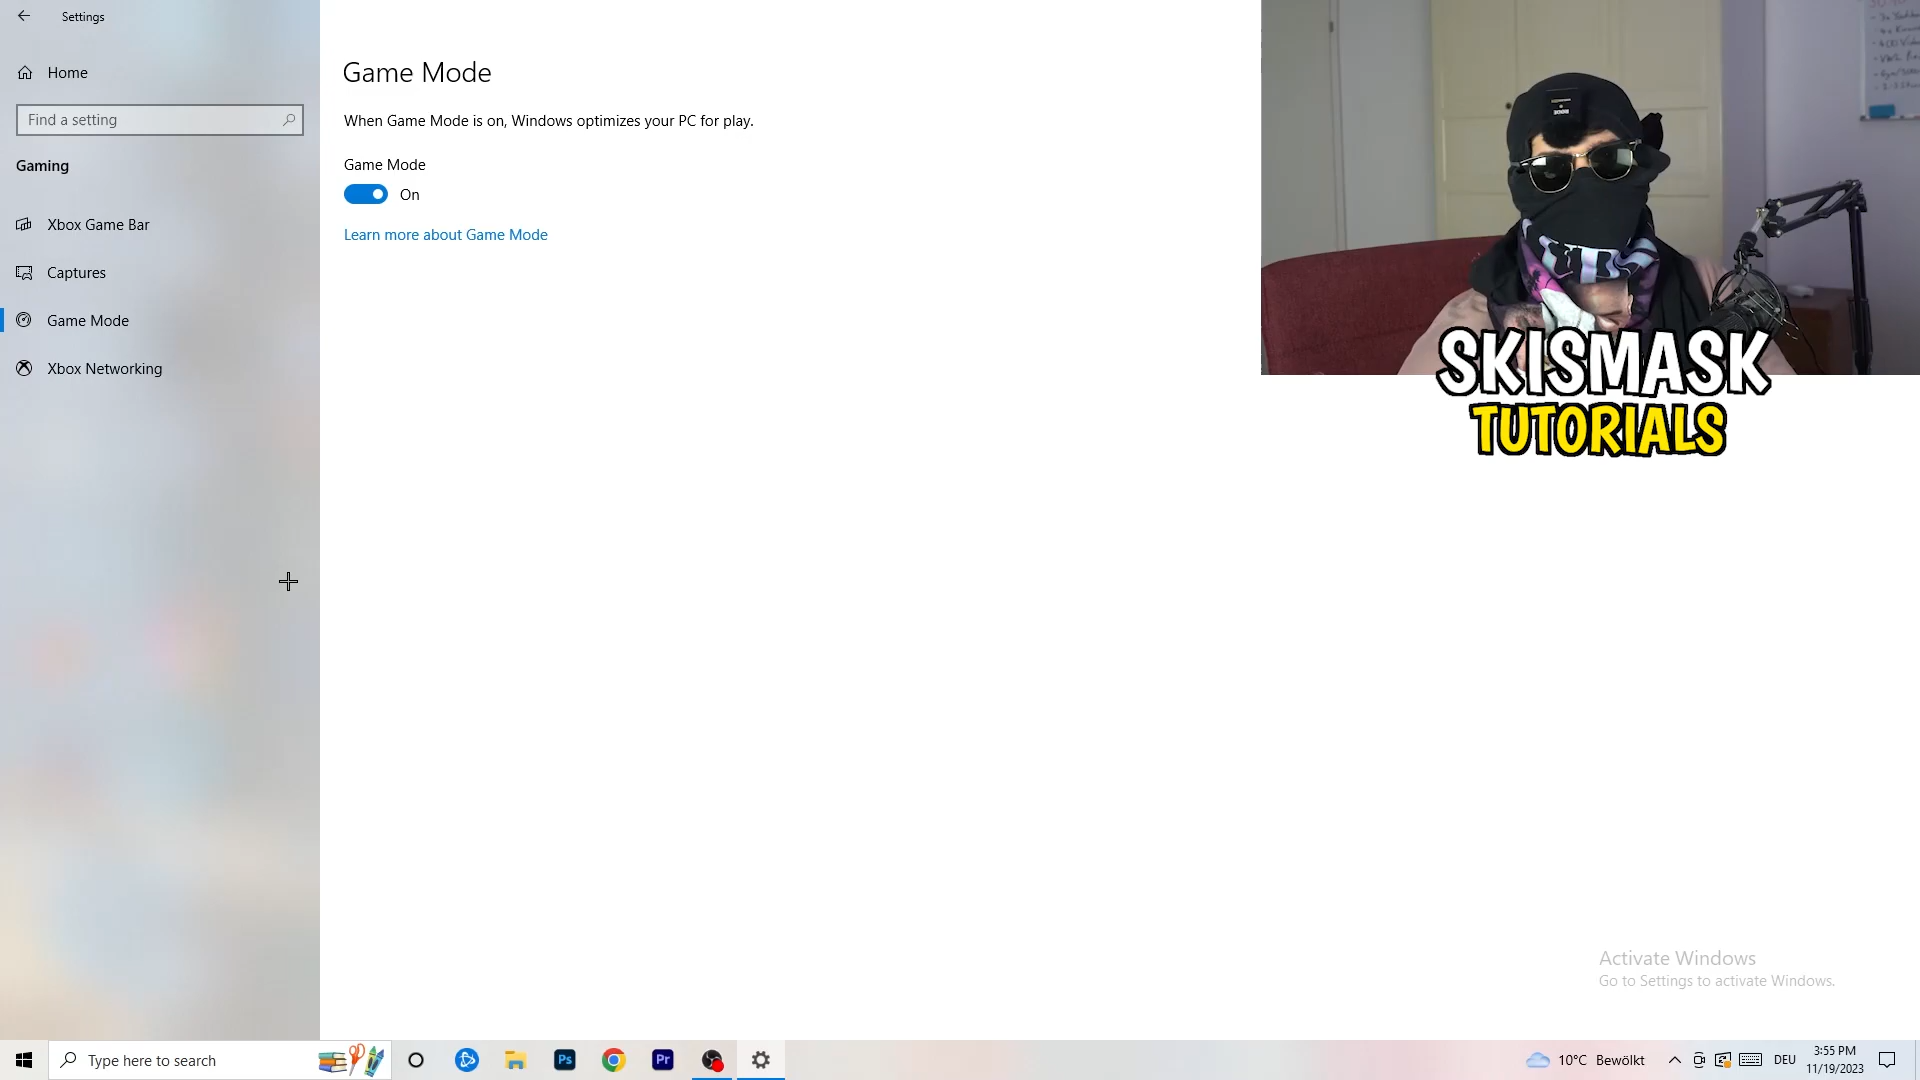 Settings
Home
Find a setting
Gaming
Xbox Game Bar
Captures
Game Mode
Xbox Networking
Game Mode
When Game Mode is on, Windows optimizes your PC for play.
Game Mode
On
Learn more about Game Mode
SKISMASK
TUTORIALS
Activate Windows
Go to Settings to activate Windows.
Type here to search
Ps
Pr
10°C Bewölkt
DEU
3:55 PM
11/19/2023